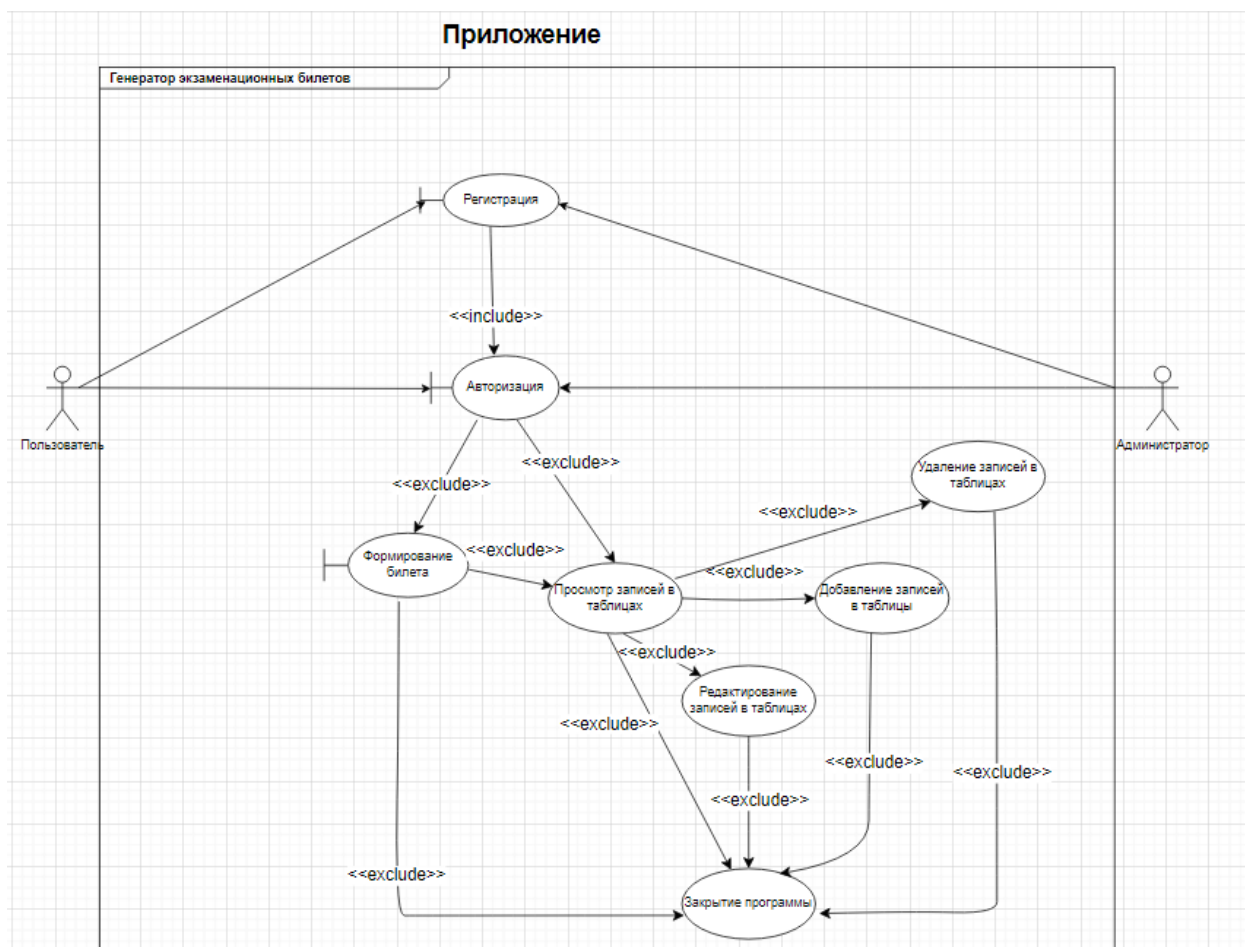 Приложение
Генератор экзаменационных билетов
Регистрация
<<include>>
Авторизация
Пользователь
Администратор
<<exclude>>
<<exclude>>
Удаление записей в
таблицах
<<exclude>>
Формирование
билета
<<exclude>>
Просмотр записей в
таблицах
<<exclude>>
Добавление записей
в таблицы
<<exclude>>
Редактирование
записей в таблицах
<<exclude>>
<<exclude>>
<<exclude>>
<<exclude>>
<<exclude>>
Закрытие программы